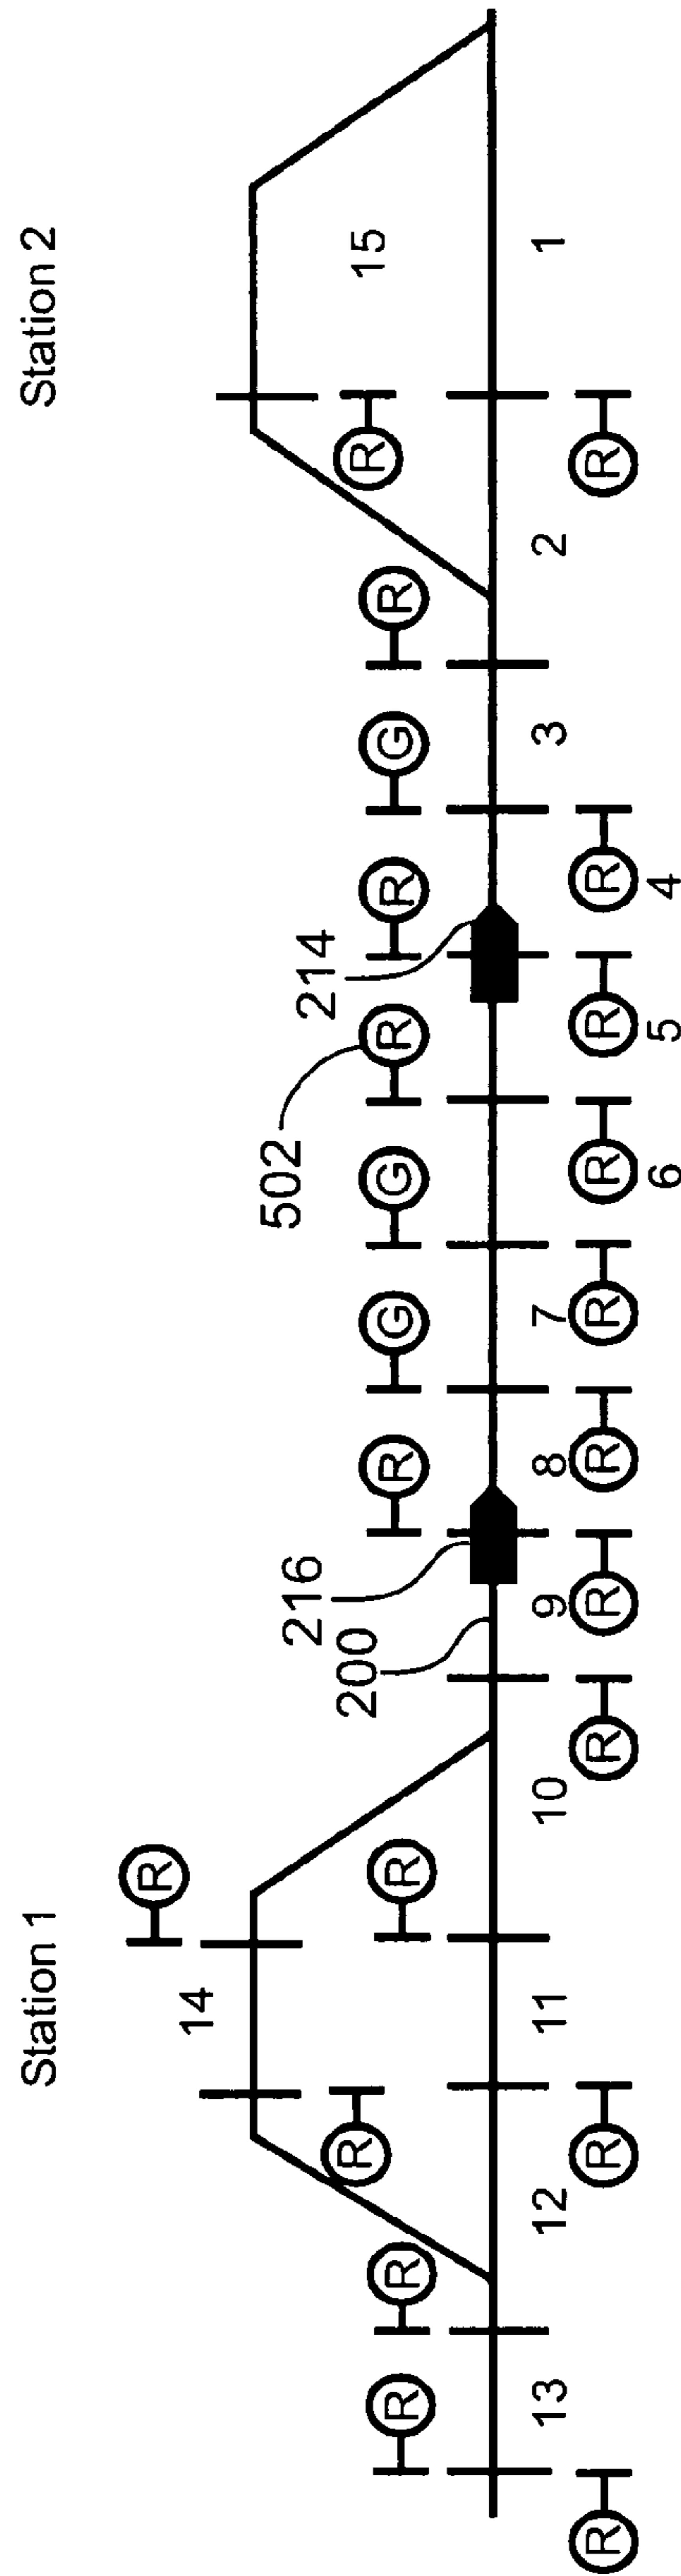 Station 1 Station 2
R
14
502
216 214
200
R 15
R
R R R R G G R R G R
13 12 11 10 9 8 7 3 2 1
R R R R R R R R R R
6 5 4